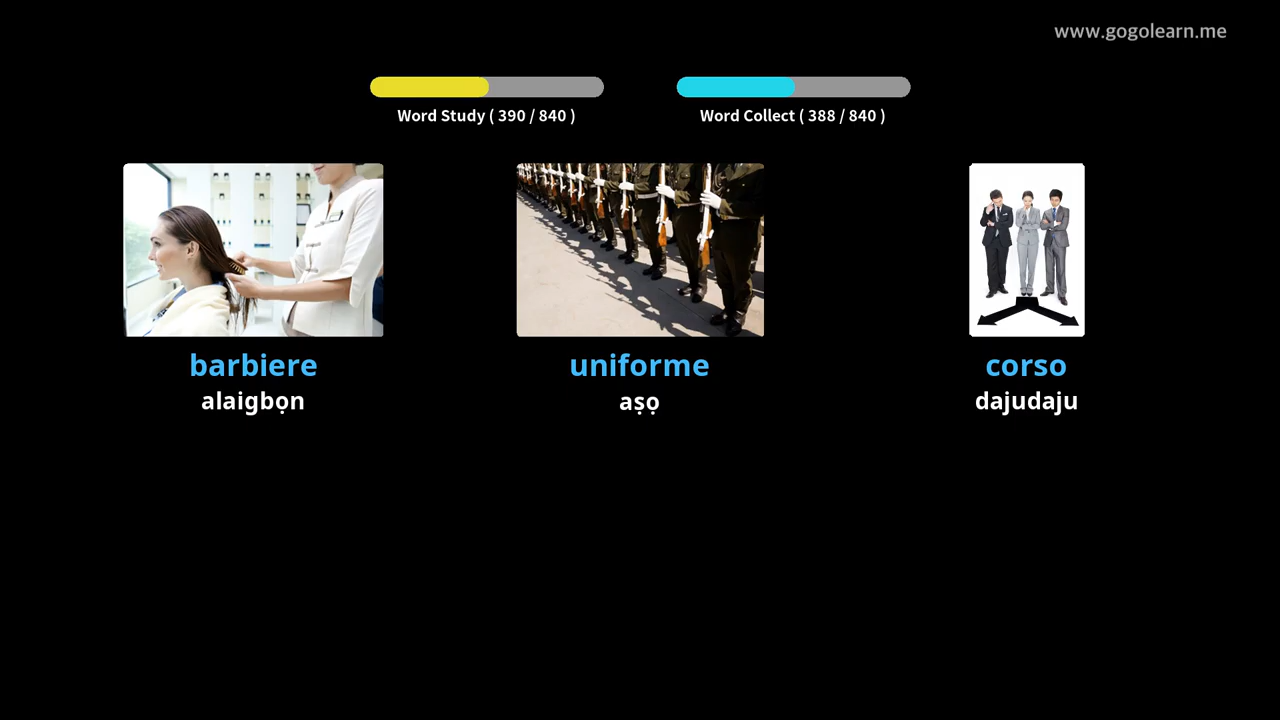 www.gogolearn.me
Word Study ( 390 / 840 )
Word Collect ( 388 / 840 )
barbiere
alaigbọn
uniforme
aṣọ
corso
dajudaju